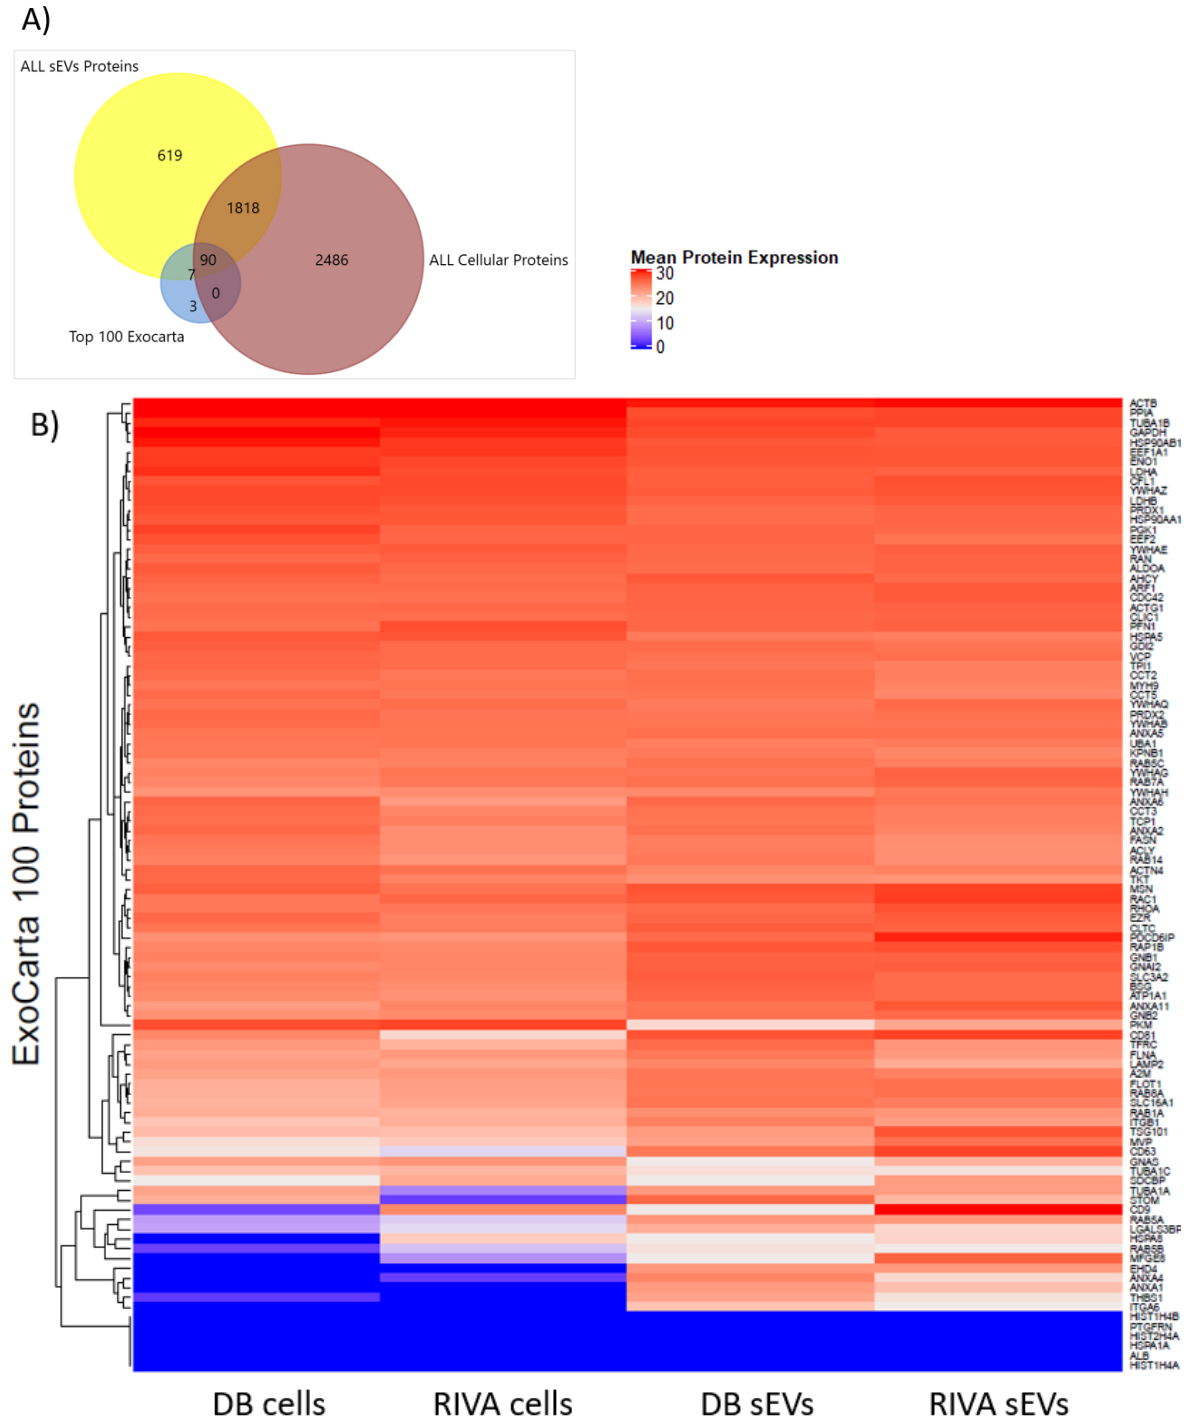 A)
ALL sEVs Proteins
619
1818
90
2486
ALL Cellular Proteins
7
0
3
Top 100 Exocarta
Mean Protein Expression
30
20
10
0
B)
ExoCarta 100 Proteins
ACTB
PPIA
TUBA1B
GAPDH
HSP90AB1
EEF1A1
ENO1
LDHA
CFL1
YWHAZ
LDHB
PRDX1
HSP90AA1
PGK1
EEF2
YWHAE
RAN
ALDOA
AHCY
ARF1
CDC42
ACTG1
CLIC1
PFN1
HSPA5
GDI2
VCP
TPI1
CCT2
MYH9
CCT5
YWHAQ
PRDX2
YWHAB
ANXA5
UBA1
KPNB1
RAB5C
YWHAG
RAB7A
YWHAH
ANXA6
CCT3
TCP1
ANXA2
FASN
ACLY
RAB14
ACTN4
TKT
MSN
RAC1
RHOA
EZR
CLTC
PDCD6IP
RAP1B
GNB1
GNAI2
SLC3A2
BSG
ATP1A1
ANXA11
GNB2
PKM
CD81
TFRC
FLNA
LAMP2
A2M
FLOT1
RAB8A
SLC16A1
RAB1A
ITGB1
TSG101
MVP
CD63
GNAS
TUBA1C
SDCBP
TUBA1A
STOM
CD9
RAB5A
LGALS3BP
HSPA8
RAB5B
MFGE8
EHD4
ANXA4
ANXA1
THBS1
ITGA6
HIST1H4B
PTGFRN
HIST2H4A
HSPA1A
ALB
HIST1H4A
DB cells
RIVA cells
DB sEVs
RIVA sEVs